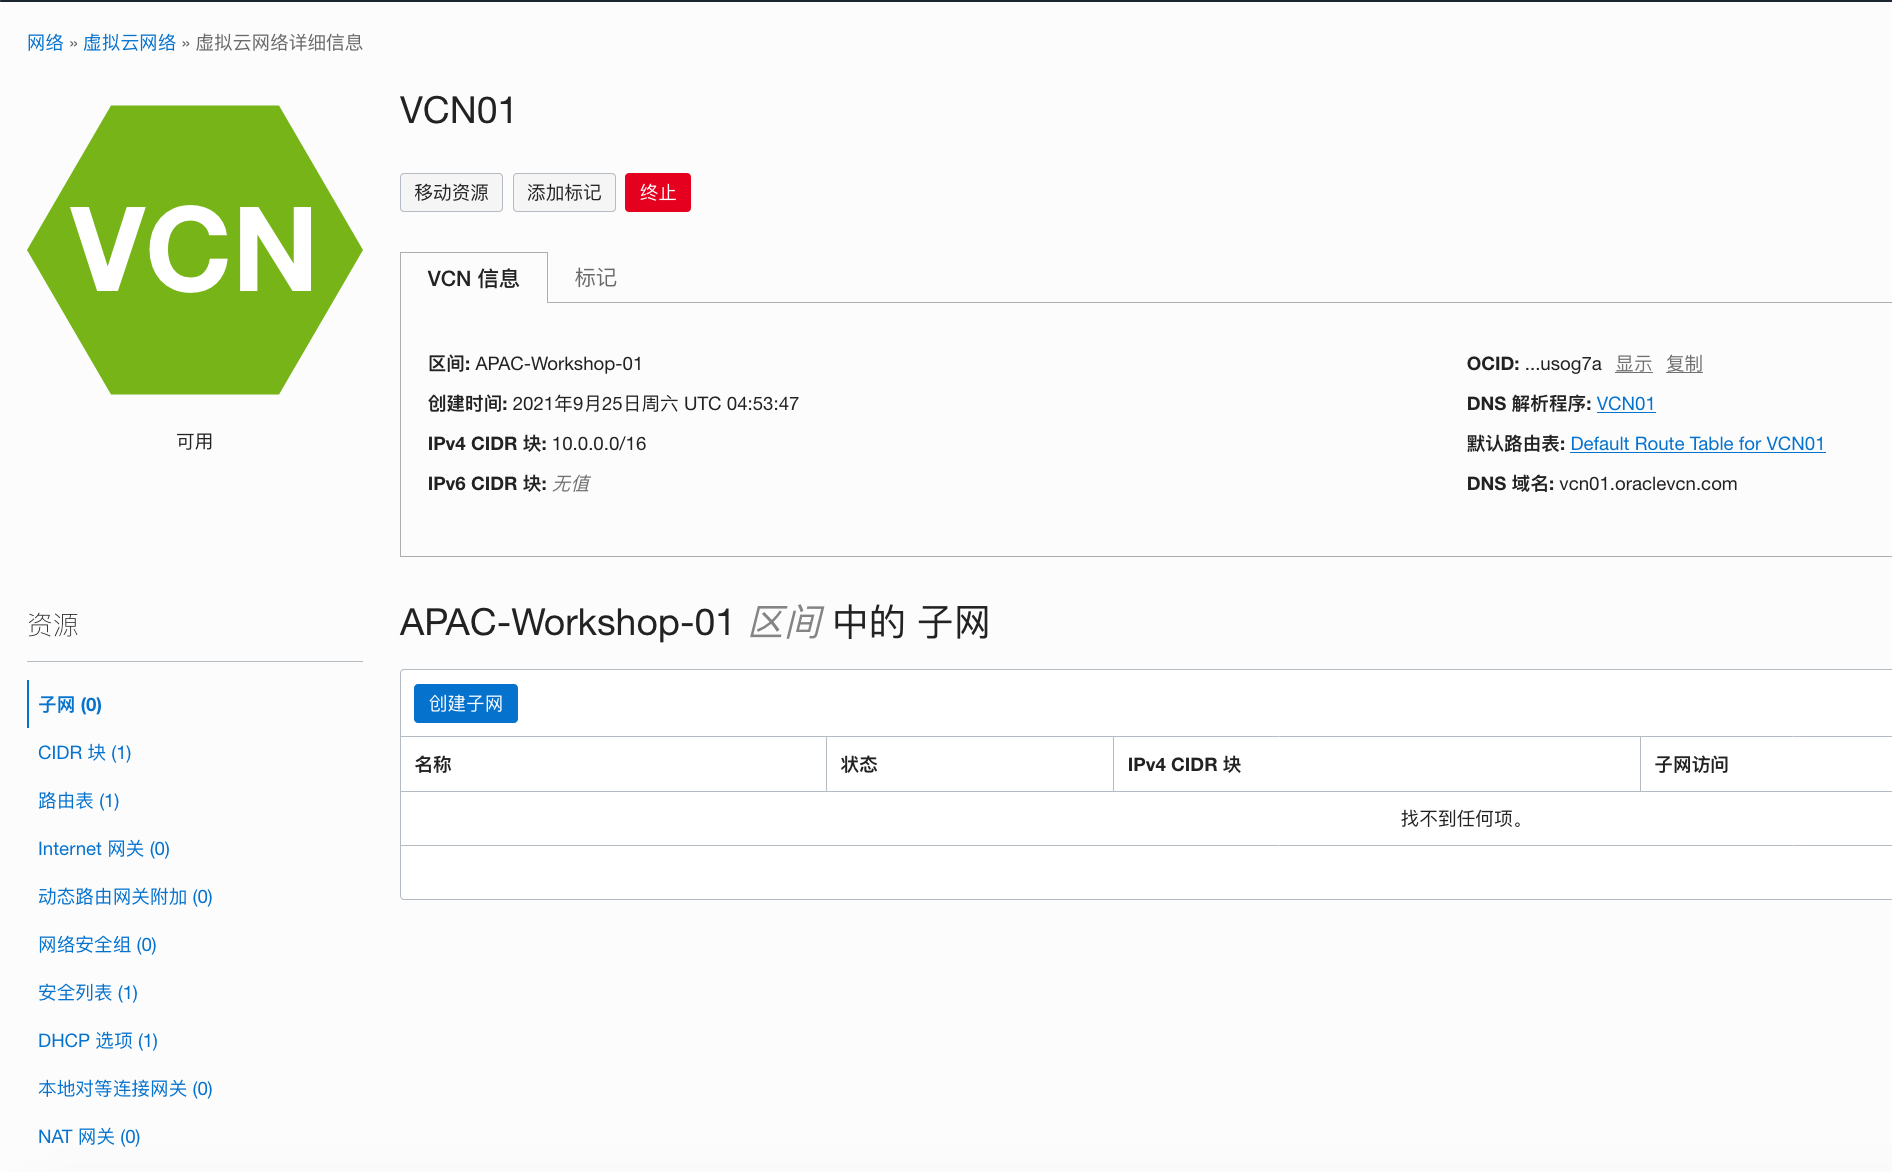 网络 » 虚拟云网络 » 虚拟云网络详细信息
VCN
可用
VCN01
移动资源 添加标记 终止
VCN 信息 标记
区间: APAC-Workshop-01
创建时间: 2021年9月25日周六 UTC 04:53:47
IPv4 CIDR 块: 10.0.0.0/16
IPv6 CIDR 块: 无值
OCID: ...usog7a 显示 复制
DNS 解析程序: VCN01
默认路由表: Default Route Table for VCN01
DNS 域名: vcn01.oraclevcn.com
资源
子网 (0)
CIDR 块 (1)
路由表 (1)
Internet 网关 (0)
动态路由网关附加 (0)
网络安全组 (0)
安全列表 (1)
DHCP 选项 (1)
本地对等连接网关 (0)
NAT 网关 (0)
APAC-Workshop-01 区间 中的 子网
创建子网
名称 状态 IPv4 CIDR 块 子网访问
找不到任何项。